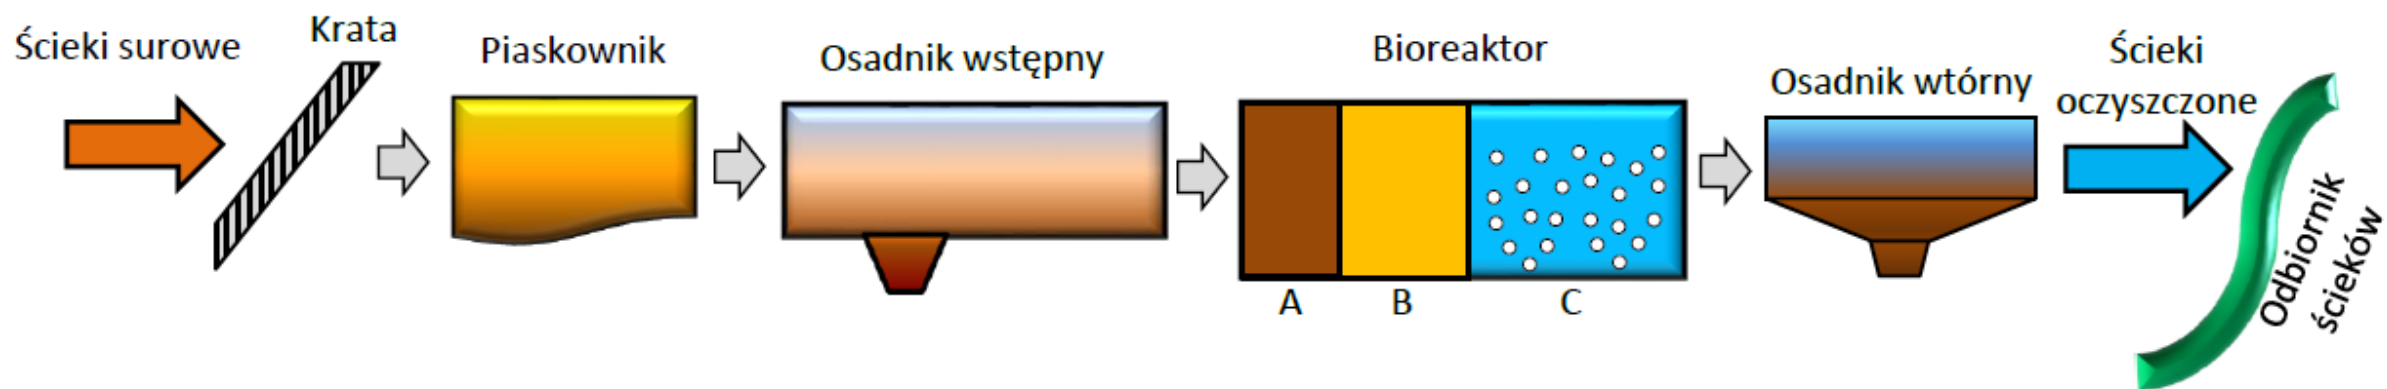 Ścieki surowe
Krata
Piaskownik
Osadnik wstępny
Bioreaktor
A
B
C
Osadnik wtórny
Ścieki
oczyszczone
Odbiornik
ścieków